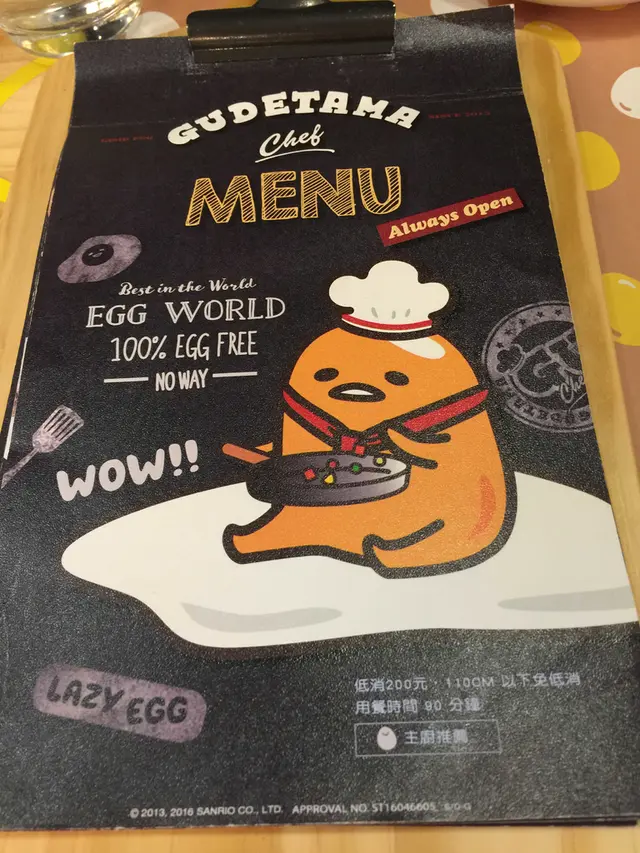 GUDETAMA
Chef
MENU
Always Open
Best in the World
EGG WORLD
100% EGG FREE
NO WAY
WOW!!
LAZY EGG
低消200元，110CM 以下免低消
用餐時間 90 分鐘
主廚推薦
© 2013, 2016 SANRIO CO., LTD. APPROVAL NO. ST16046605